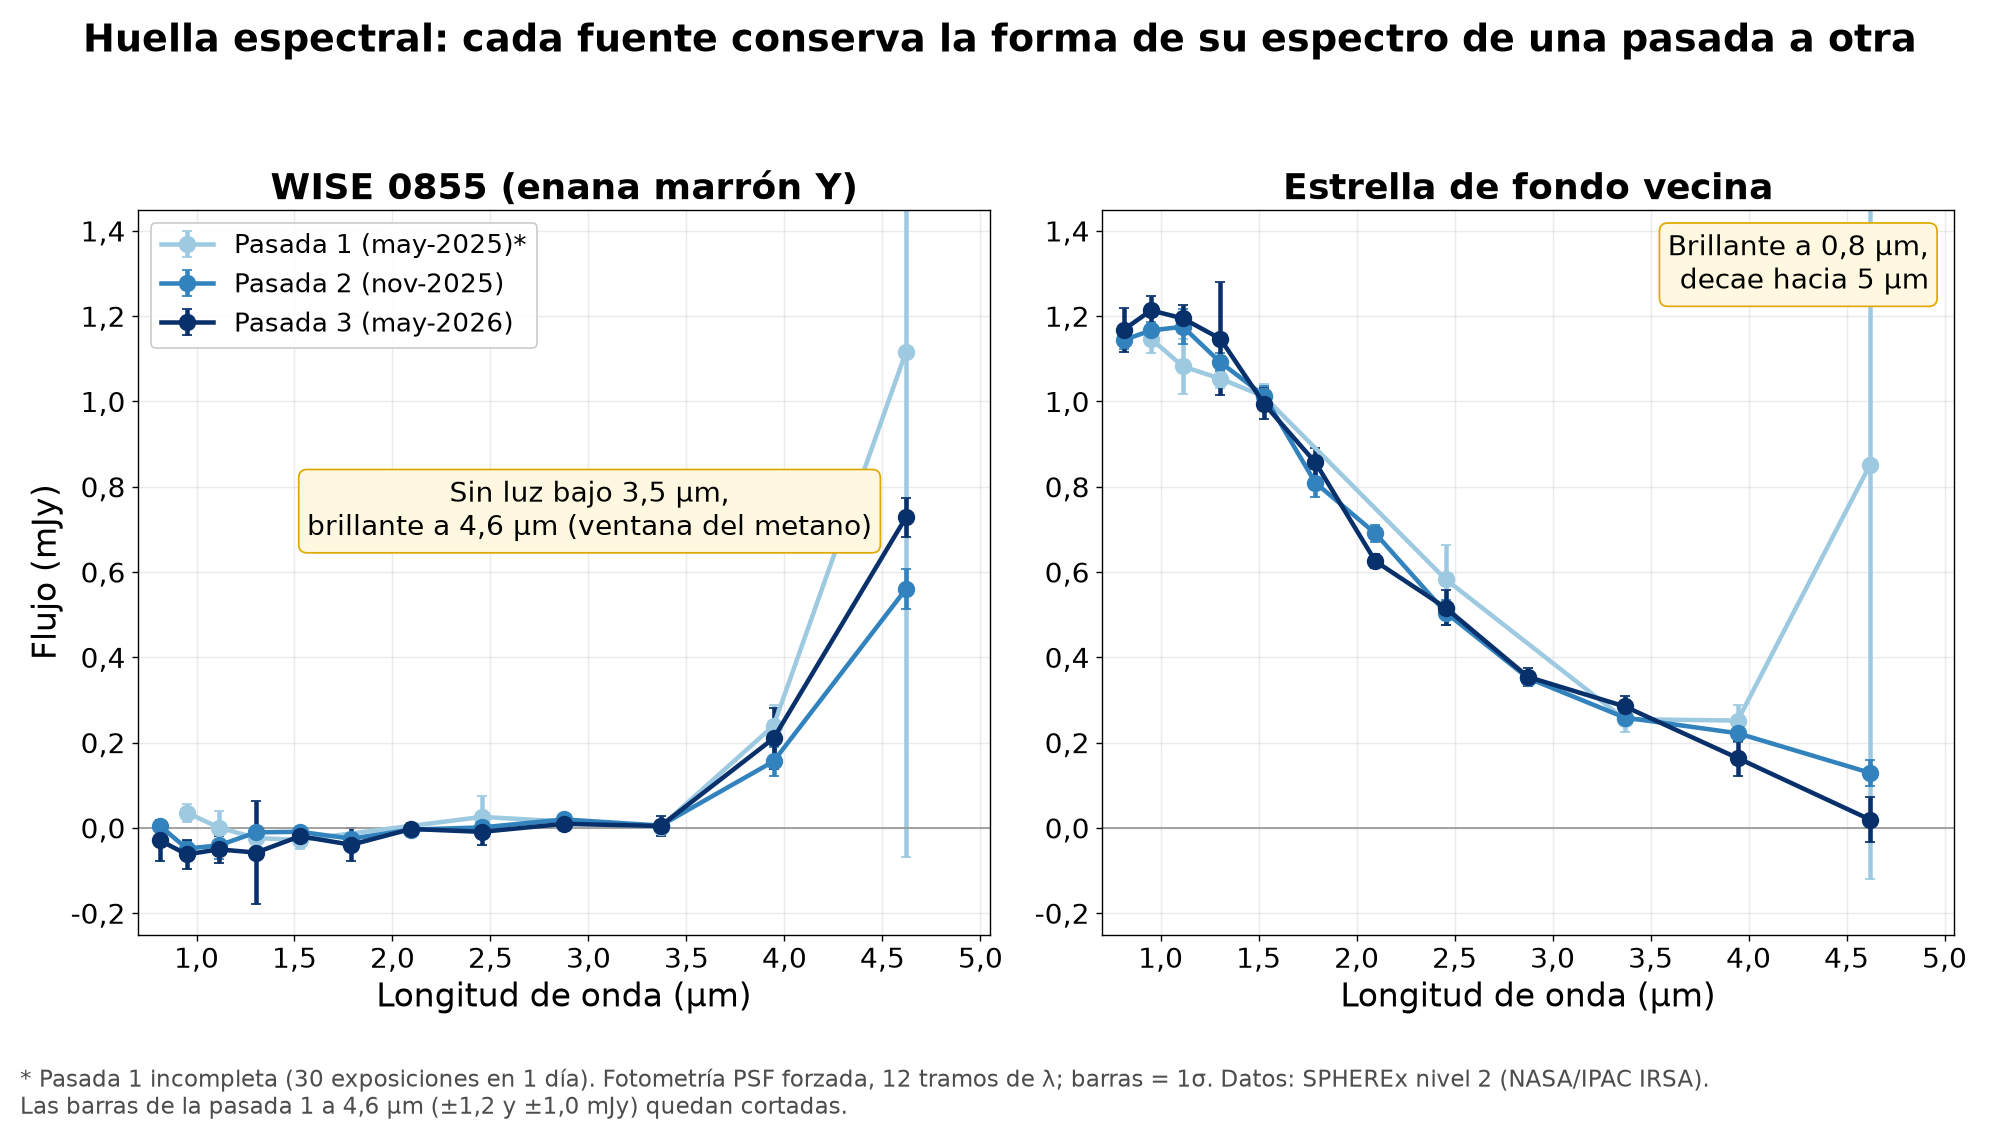 Huella espectral: cada fuente conserva la forma de su espectro de una pasada a otra
WISE 0855 (enana marrón Y)
Pasada 1 (may-2025)*
Pasada 2 (nov-2025)
Pasada 3 (may-2026)
Sin luz bajo 3,5 µm,
brillante a 4,6 µm (ventana del metano)
Flujo (mJy)
1,4
1,2
1,0
0,8
0,6
0,4
0,2
0,0
-0,2
1,0 1,5 2,0 2,5 3,0 3,5 4,0 4,5 5,0
Longitud de onda (µm)
Estrella de fondo vecina
Brillante a 0,8 µm,
decae hacia 5 µm
1,4
1,2
1,0
0,8
0,6
0,4
0,2
0,0
-0,2
1,0 1,5 2,0 2,5 3,0 3,5 4,0 4,5 5,0
Longitud de onda (µm)
* Pasada 1 incompleta (30 exposiciones en 1 día). Fotometría PSF forzada, 12 tramos de λ; barras = 1σ. Datos: SPHEREx nivel 2 (NASA/IPAC IRSA).
Las barras de la pasada 1 a 4,6 µm (±1,2 y ±1,0 mJy) quedan cortadas.